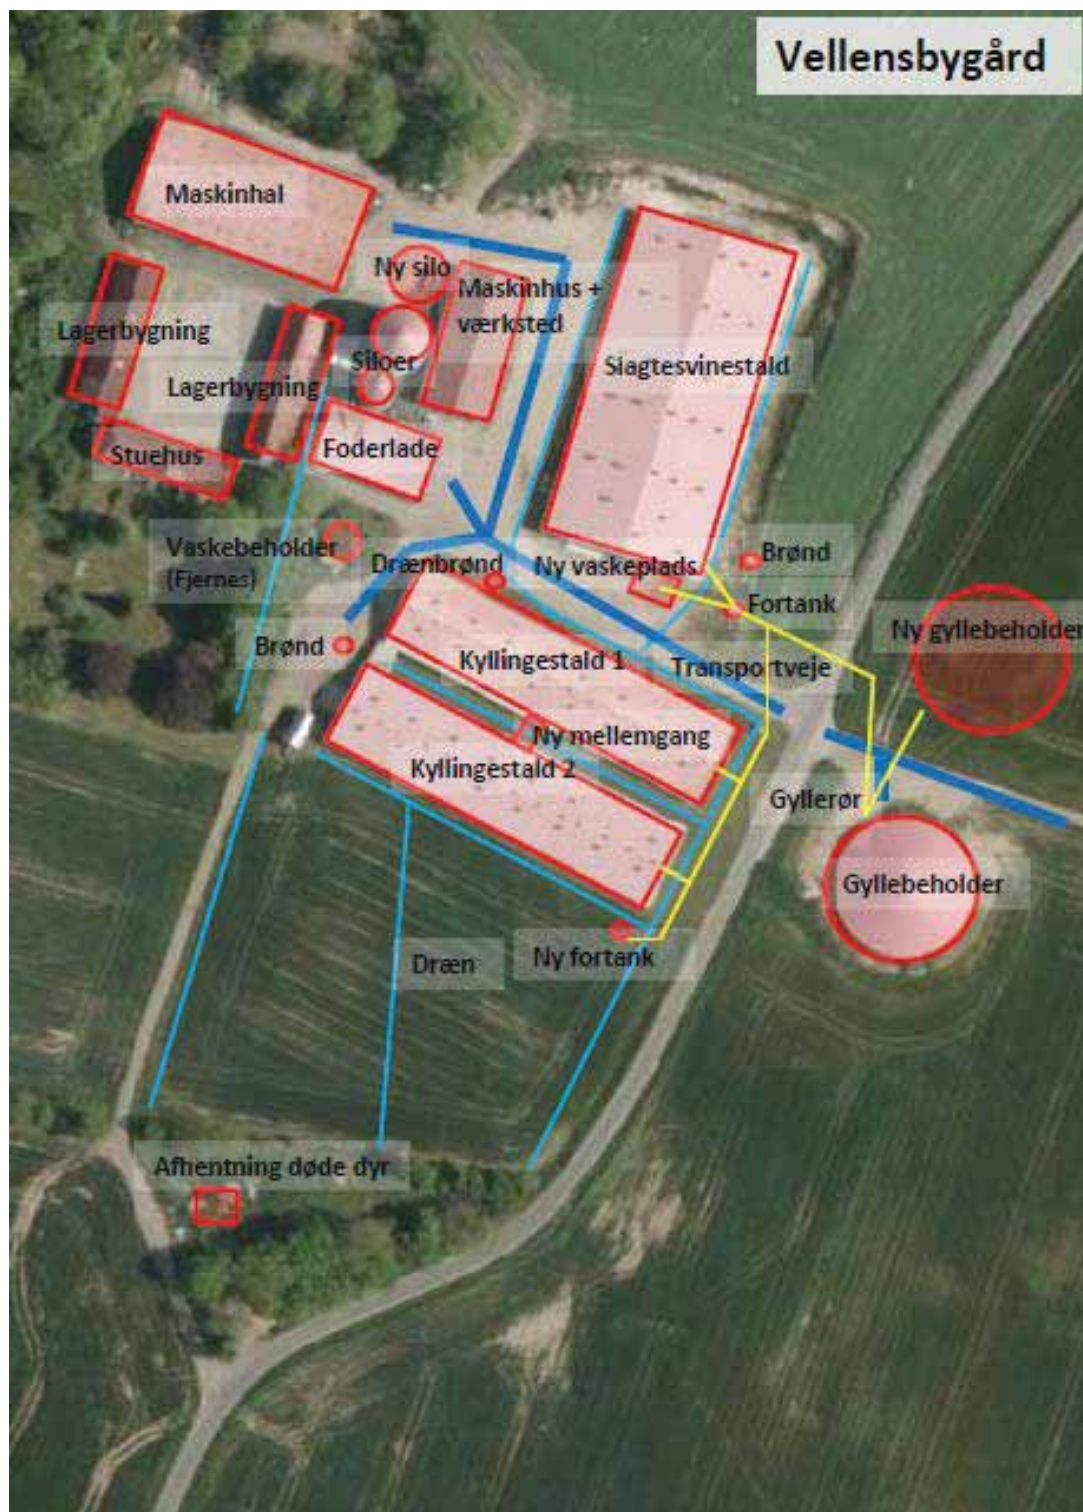 Vellensbygård
Maskinhal
Ny silo
Maskinhus +
værksted
Lagerbygning
Siloer
Slagtesvinestald
Lagerbygning
Foderlade
Stuehus
Vaskebeholder
(Fjernes)
Drænbrønd
Ny vaskeplads
Brønd
Fortank
Ny gyllebeholder
Brønd
Kyllingestald 1
Transportveje
Ny mellemgang
Kyllingestald 2
Gyllerør
Gyllebeholder
Dræn
Ny fortank
Afhentning døde dyr